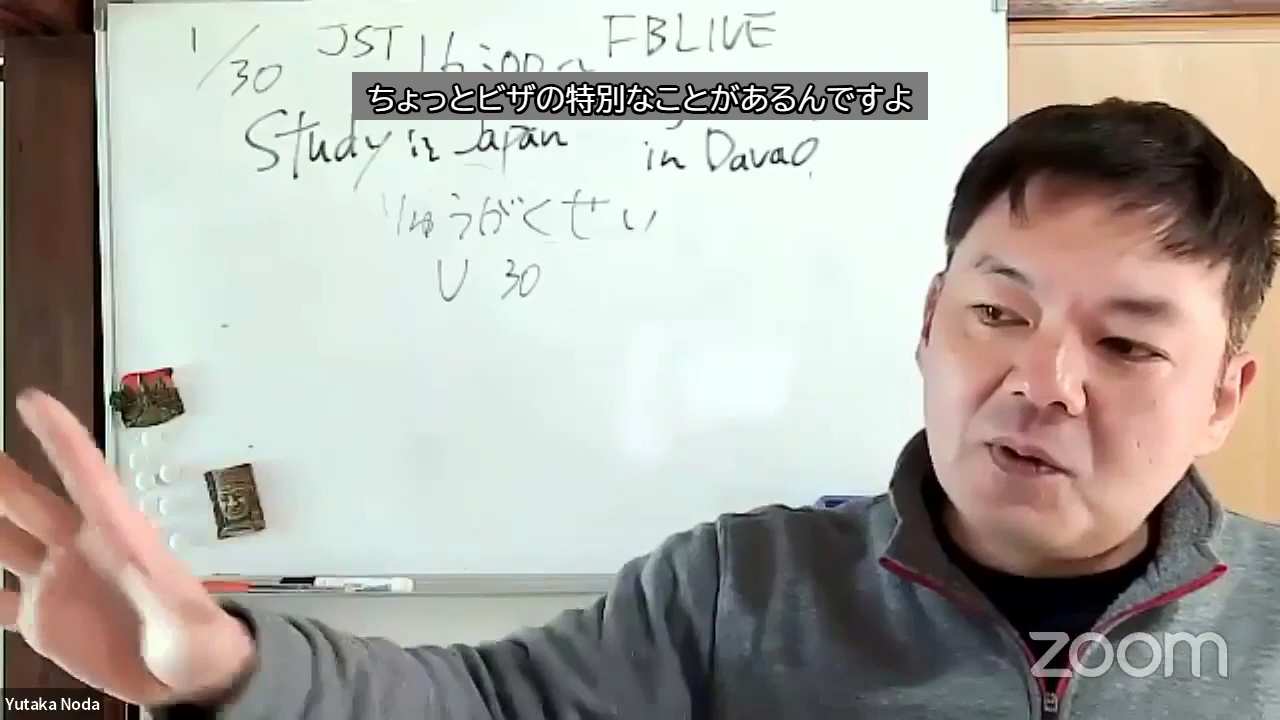 1/30 JST 16:00~ FBLIVE
ちょっとビザの特別なことがあるんですよ
Study in Japan in Davao
りゅうがくせい
U 30
zoom
Yutaka Noda